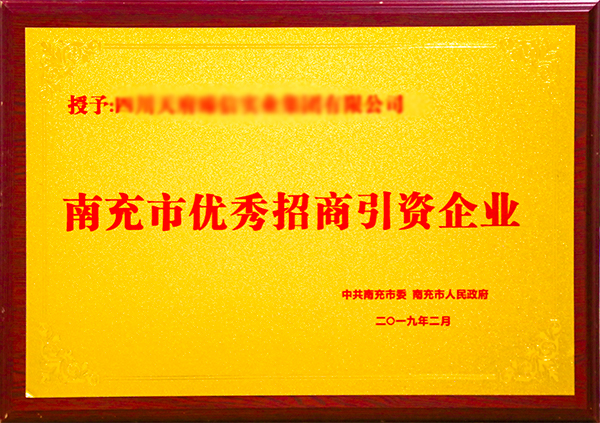 授予:
南充市优秀招商引资企业
中共南充市委 南充市人民政府
二〇一九年二月